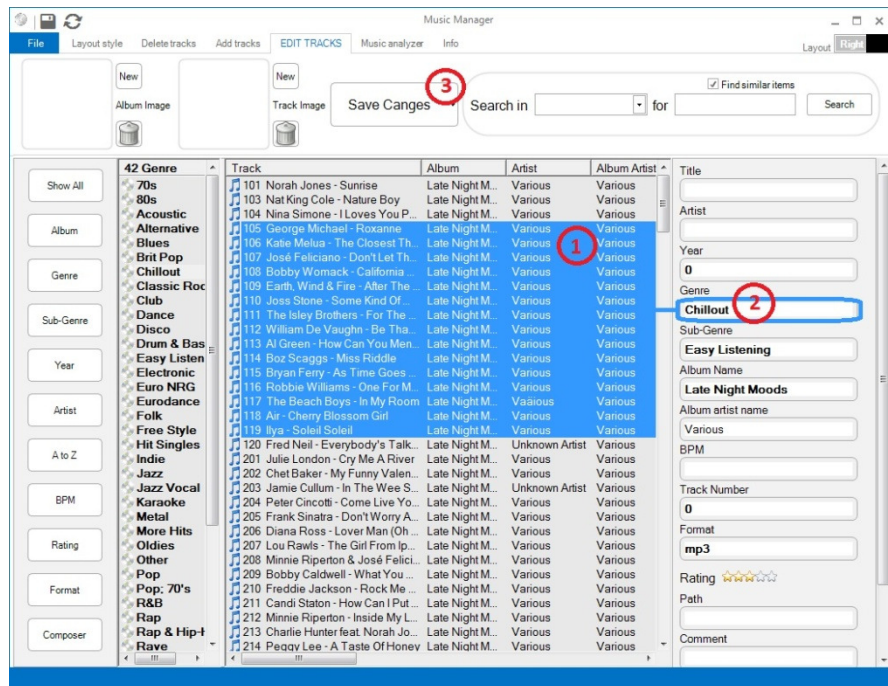 Music Manager
File Layout style Delete tracks Add tracks EDIT TRACKS Music analyzer Info Layout Right
New New 3 Find similar items
Album Image Track Image Save Canges Search in for Search
42 Genre Track Album Artist Album Artist Title
Show All
Album
Genre
Sub-Genre
Year
Artist
A to Z
BPM
Rating
Format
Composer
70s
80s
Acoustic
Alternative
Blues
Brit Pop
Chillout
Classic Roc
Club
Dance
Disco
Drum & Bas
Easy Listen
Electronic
Euro NRG
Eurodance
Folk
Free Style
Hit Singles
Indie
Jazz
Jazz Vocal
Karaoke
Metal
More Hits
Oldies
Other
Pop
Pop; 70's
R&B
Rap
Rap & Hip-H
Rave
101 Norah Jones - Sunrise Late Night M... Various Various
103 Nat King Cole - Nature Boy Late Night M... Various Various
104 Nina Simone - I Loves You P... Late Night M... Various Various
105 George Michael - Roxanne Late Night M... Various Various
106 Katie Melua - The Closest Th... Late Night M... Various Various
107 José Feliciano - Don't Let Th... Late Night M... Various Various
108 Bobby Womack - California ... Late Night M... Various Various
109 Earth, Wind & Fire - After The ... Late Night M... Various Various
110 Joss Stone - Some Kind Of ... Late Night M... Various Various
111 The Isley Brothers - For The ... Late Night M... Various Various
112 William De Vaughn - Be Tha... Late Night M... Various Various
113 Al Green - How Can You Men... Late Night M... Various Various
114 Boz Scaggs - Miss Riddle Late Night M... Various Various
115 Bryan Ferry - As Time Goes ... Late Night M... Various Various
116 Robbie Williams - One For M... Late Night M... Various Various
117 The Beach Boys - In My Room Late Night M... Vaäious Various
118 Air - Cherry Blossom Girl Late Night M... Various Various
119 Ilya - Soleil Soleil Late Night M... Various Various
120 Fred Neil - Everybody's Talk... Late Night M... Unknown Artist Various
201 Julie London - Cry Me A River Late Night M... Various Various
202 Chet Baker - My Funny Valen... Late Night M... Various Various
203 Jamie Cullum - In The Wee S... Late Night M... Unknown Artist Various
204 Peter Cincotti - Come Live Yo... Late Night M... Various Various
205 Frank Sinatra - Don't Worry A... Late Night M... Various Various
206 Diana Ross - Lover Man (Oh ... Late Night M... Various Various
207 Lou Rawls - The Girl From Ip... Late Night M... Various Various
208 Minnie Riperton & José Felici... Late Night M... Various Various
209 Bobby Caldwell - What You ... Late Night M... Various Various
210 Freddie Jackson - Rock Me ... Late Night M... Various Various
211 Candi Staton - How Can I Put ... Late Night M... Various Various
212 Minnie Riperton - Inside My L... Late Night M... Various Various
213 Charlie Hunter feat. Norah Jo... Late Night M... Various Various
214 Peggy Lee - A Taste Of Honey Late Night M... Various Various
1
Artist
Year
0
Genre
Chillout 2
Sub-Genre
Easy Listening
Album Name
Late Night Moods
Album artist name
Various
BPM
Track Number
0
Format
mp3
Rating
Path
Comment